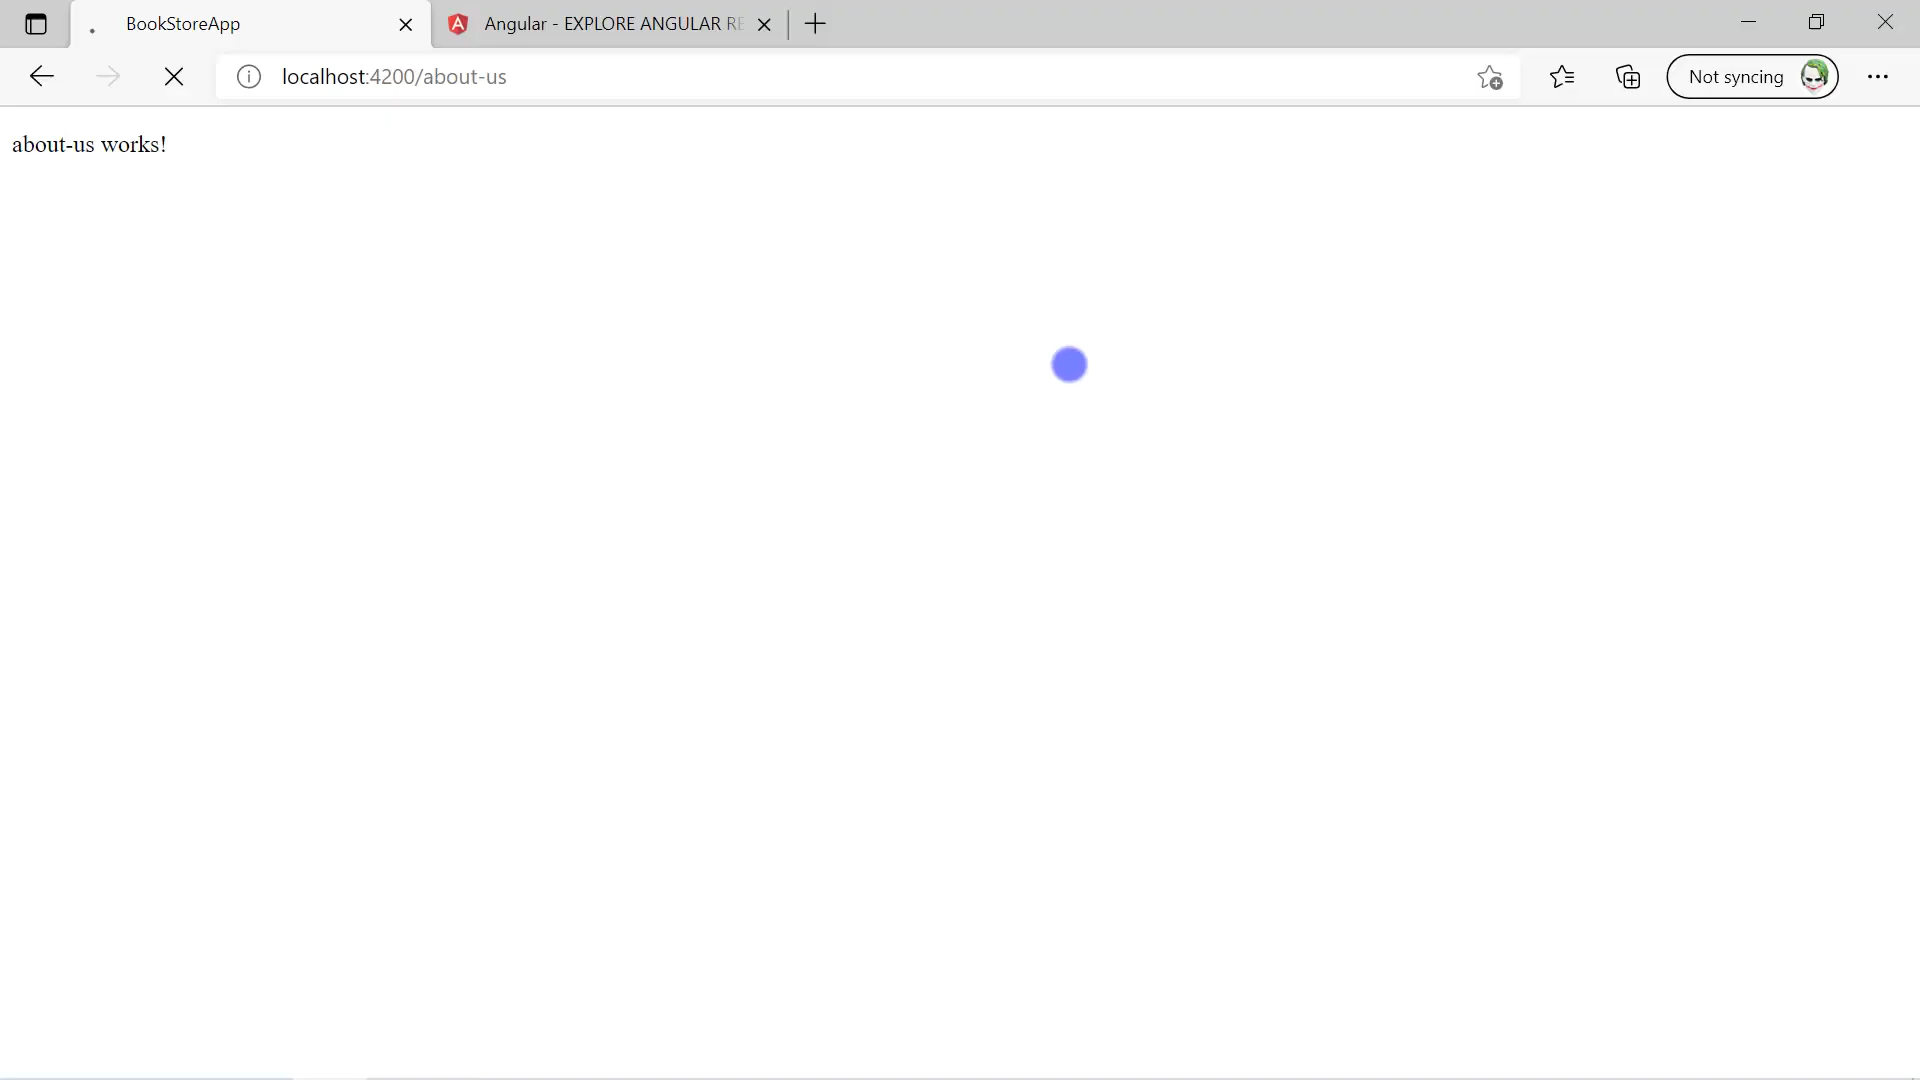 BookStoreApp
Angular - EXPLORE ANGULAR RE
localhost:4200/about-us
Not syncing
about-us works!